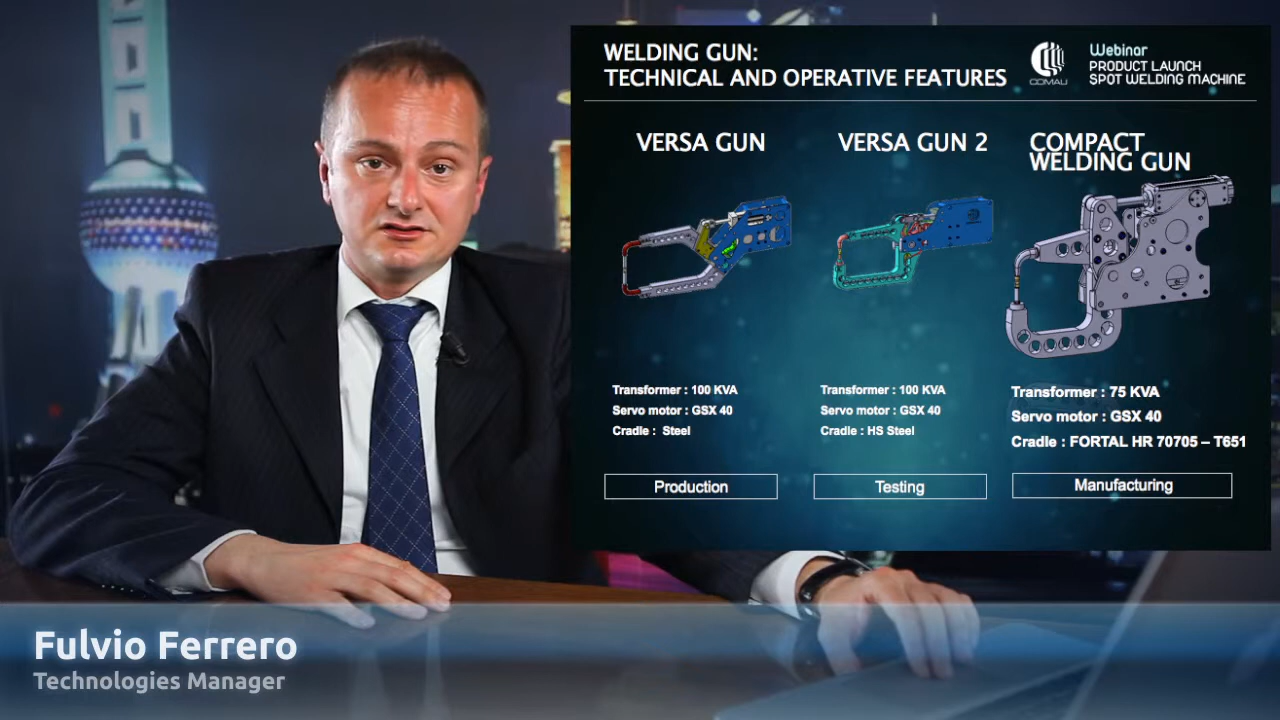 WELDING GUN:
TECHNICAL AND OPERATIVE FEATURES
COMAU
Webinar
PRODUCT LAUNCH
SPOT WELDING MACHINE
VERSA GUN
VERSA GUN 2
COMPACT
WELDING GUN
Transformer : 100 KVA
Servo motor : GSX 40
Cradle : Steel
Transformer : 100 KVA
Servo motor : GSX 40
Cradle : HS Steel
Transformer : 75 KVA
Servo motor : GSX 40
Cradle : FORTAL HR 70705 – T651
Production
Testing
Manufacturing
Fulvio Ferrero
Technologies Manager